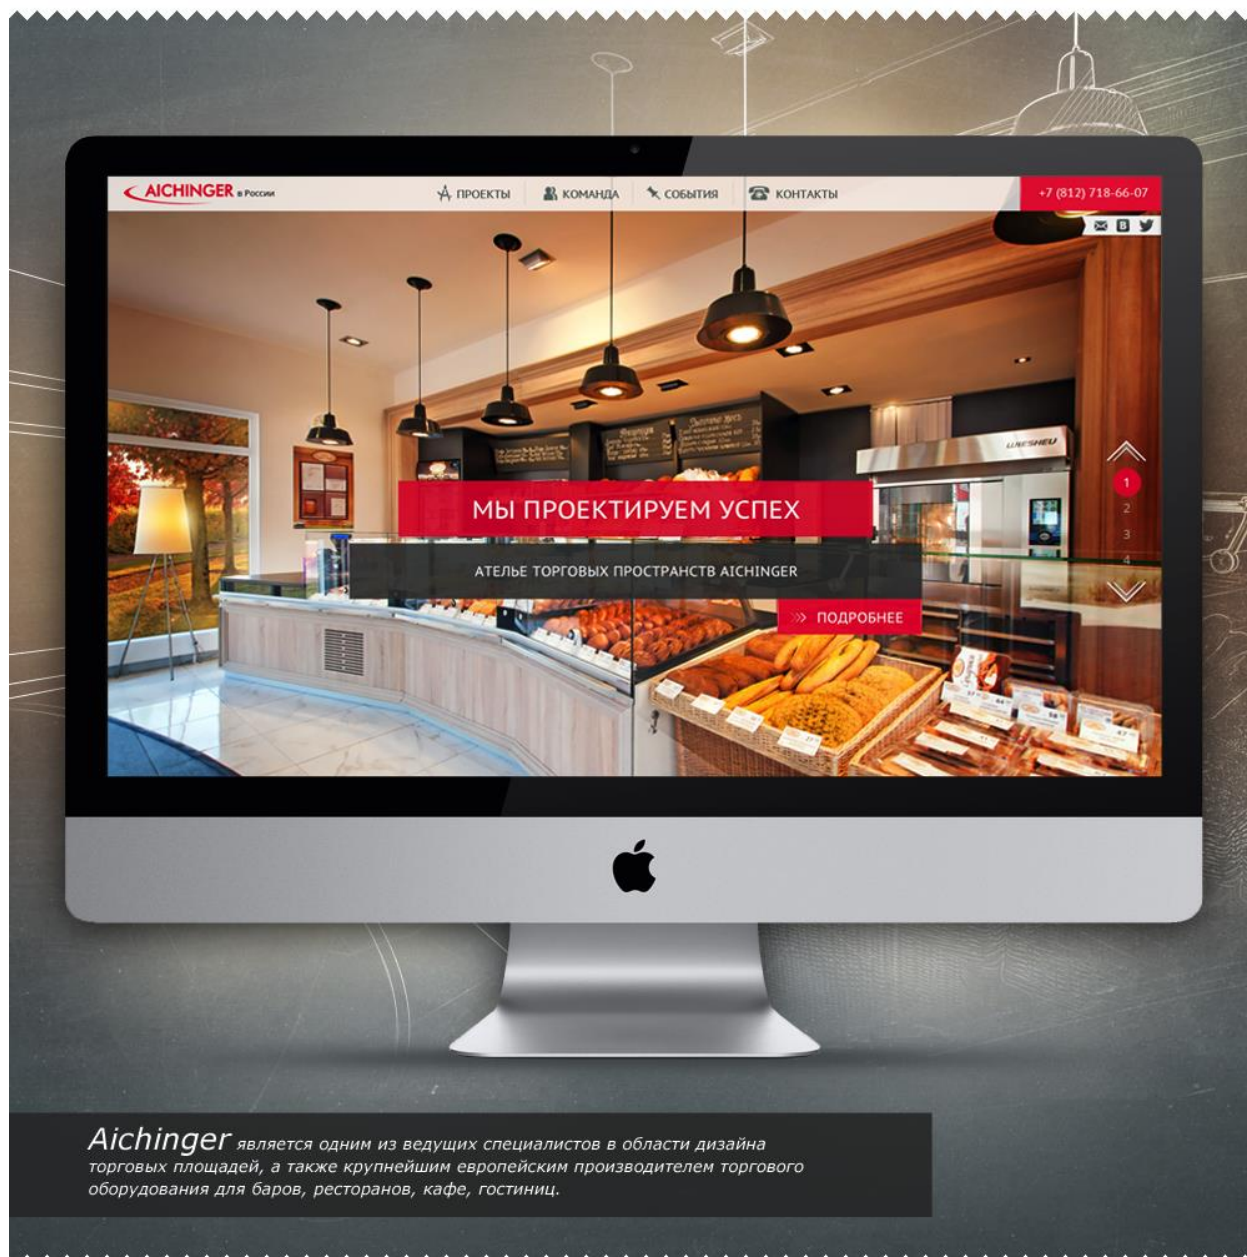 AICHINGER в России
ПРОЕКТЫ
КОМАНДА
СОБЫТИЯ
КОНТАКТЫ
+7 (812) 718-66-07
WIESHEU
МЫ ПРОЕКТИРУЕМ УСПЕХ
АТЕЛЬЕ ТОРГОВЫХ ПРОСТРАНСТВ AICHINGER
ПОДРОБНЕЕ
1
2
3
4
Aichinger является одним из ведущих специалистов в области дизайна
торговых площадей, а также крупнейшим европейским производителем торгового
оборудования для баров, ресторанов, кафе, гостиниц.